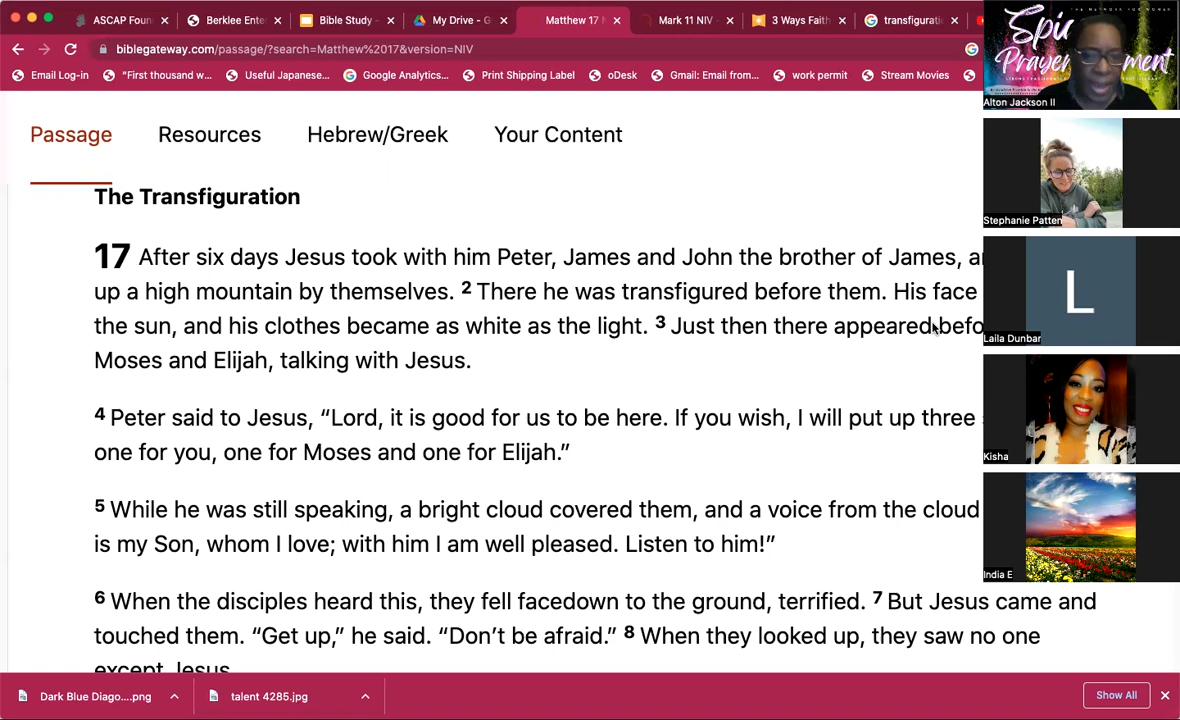 ASCAP Foun
Berklee Ente
Bible Study -
My Drive - G
Matthew 17 N
Mark 11 NIV -
3 Ways Faith
transfigurati
biblegateway.com/passage/?search=Matthew%2017&version=NIV
Email Log-in
"First thousand w...
Useful Japanese...
Google Analytics...
Print Shipping Label
oDesk
Gmail: Email from...
work permit
Stream Movies
Epic
Prayer
ment
Alton Jackson II
Passage
Resources
Hebrew/Greek
Your Content
Stephanie Patten
The Transfiguration
17 After six days Jesus took with him Peter, James and John the brother of James, a
up a high mountain by themselves. 2 There he was transfigured before them. His face
the sun, and his clothes became as white as the light. 3 Just then there appeared befo
Moses and Elijah, talking with Jesus.
L
Laila Dunbar
4 Peter said to Jesus, “Lord, it is good for us to be here. If you wish, I will put up three
one for you, one for Moses and one for Elijah.”
Kisha
5 While he was still speaking, a bright cloud covered them, and a voice from the cloud
is my Son, whom I love; with him I am well pleased. Listen to him!”
India E
6 When the disciples heard this, they fell facedown to the ground, terrified. 7 But Jesus came and
touched them. “Get up,” he said. “Don’t be afraid.” 8 When they looked up, they saw no one
except Jesus.
Dark Blue Diago....png
talent 4285.jpg
Show All